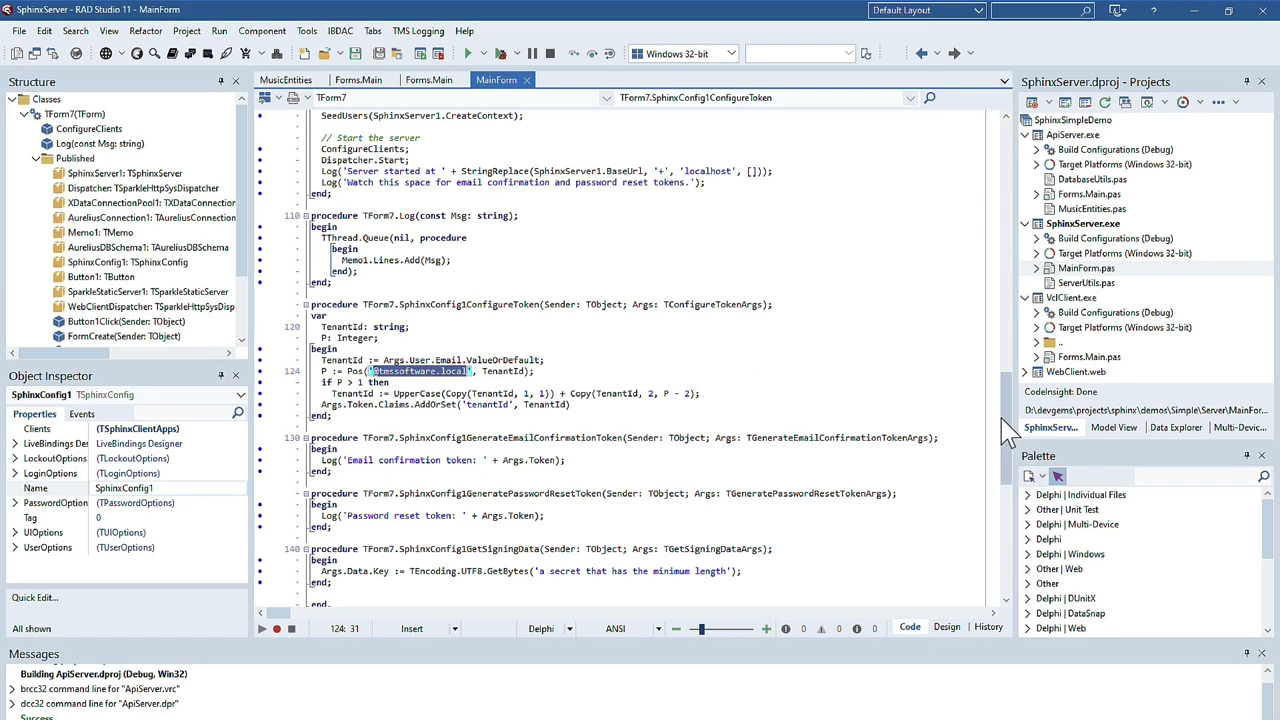 SphinxServer - RAD Studio 11 - MainForm
Default Layout
File Edit Search View Refactor Project Run Component Tools IBDAC Tabs TMS Logging Help
Windows 32-bit
Structure
Classes
TForm7(TForm)
ConfigureClients
Log(const Msg: string)
Published
SphinxServer1: TSphinxServer
Dispatcher: TSparkleHttpSysDispatcher
XDataConnectionPool1: TXDataConnection
AureliusConnection1: TAureliusConnection
Memo1: TMemo
AureliusDBSchema1: TAureliusDBSchema
SphinxConfig1: TSphinxConfig
Button1: TButton
SparkleStaticServer1: TSparkleStaticServer
WebClientDispatcher: TSparkleHttpSysDisp
Button1Click(Sender: TObject)
FormCreate(Sender: TObject)
Object Inspector
SphinxConfig1 TSphinxConfig
Properties Events
Clients (TSphinxClientApps)
LiveBindings Des LiveBindings Designer
LockoutOptions (TLockoutOptions)
LoginOptions (TLoginOptions)
Name SphinxConfig1
PasswordOption (TPasswordOptions)
Tag 0
UIOptions (TUIOptions)
UserOptions (TUserOptions)
Quick Edit...
All shown
MusicEntities Forms.Main Forms.Main MainForm
TForm7 TForm7.SphinxConfig1ConfigureToken
SeedUsers(SphinxServer1.CreateContext);
// Start the server
ConfigureClients;
Dispatcher.Start;
Log('Server started at ' + StringReplace(SphinxServer1.BaseUrl, '+', 'localhost', []));
Log('Watch this space for email confirmation and password reset tokens.');
end;
110 procedure TForm7.Log(const Msg: string);
begin
TThread.Queue(nil, procedure
begin
Memo1.Lines.Add(Msg);
end);
end;
procedure TForm7.SphinxConfig1ConfigureToken(Sender: TObject; Args: TConfigureTokenArgs);
var
120 TenantId: string;
P: Integer;
begin
TenantId := Args.User.Email.ValueOrDefault;
124 P := Pos('@tmssoftware.local', TenantId);
if P > 1 then
TenantId := UpperCase(Copy(TenantId, 1, 1)) + Copy(TenantId, 2, P - 2);
Args.Token.Claims.AddOrSet('tenantId', TenantId)
end;
130 procedure TForm7.SphinxConfig1GenerateEmailConfirmationToken(Sender: TObject; Args: TGenerateEmailConfirmationTokenArgs);
begin
Log('Email confirmation token: ' + Args.Token);
end;
procedure TForm7.SphinxConfig1GeneratePasswordResetToken(Sender: TObject; Args: TGeneratePasswordResetTokenArgs);
begin
Log('Password reset token: ' + Args.Token);
end;
140 procedure TForm7.SphinxConfig1GetSigningData(Sender: TObject; Args: TGetSigningDataArgs);
begin
Args.Data.Key := TEncoding.UTF8.GetBytes('a secret that has the minimum length');
end;
end.
124: 31 Insert Delphi ANSI 0 0 0 Code Design History
SphinxServer.dproj - Projects
SphinxSimpleDemo
ApiServer.exe
Build Configurations (Debug)
Target Platforms (Windows 32-bit)
DatabaseUtils.pas
Forms.Main.pas
MusicEntities.pas
SphinxServer.exe
Build Configurations (Debug)
Target Platforms (Windows 32-bit)
MainForm.pas
ServerUtils.pas
VclClient.exe
Build Configurations (Debug)
Target Platforms (Windows 32-bit)
..
Forms.Main.pas
WebClient.web
CodeInsight: Done
D:\devgems\projects\sphinx\demos\Simple\Server\MainFor...
SphinxServ... Model View Data Explorer Multi-Devic...
Palette
Delphi | Individual Files
Other | Unit Test
Delphi | Multi-Device
Delphi
Delphi | Windows
Other | Web
Other
Delphi | DUnitX
Delphi | DataSnap
Delphi | Web
Messages
Building ApiServer.dproj (Debug, Win32)
brcc32 command line for "ApiServer.vrc"
dcc32 command line for "ApiServer.dpr"
Success